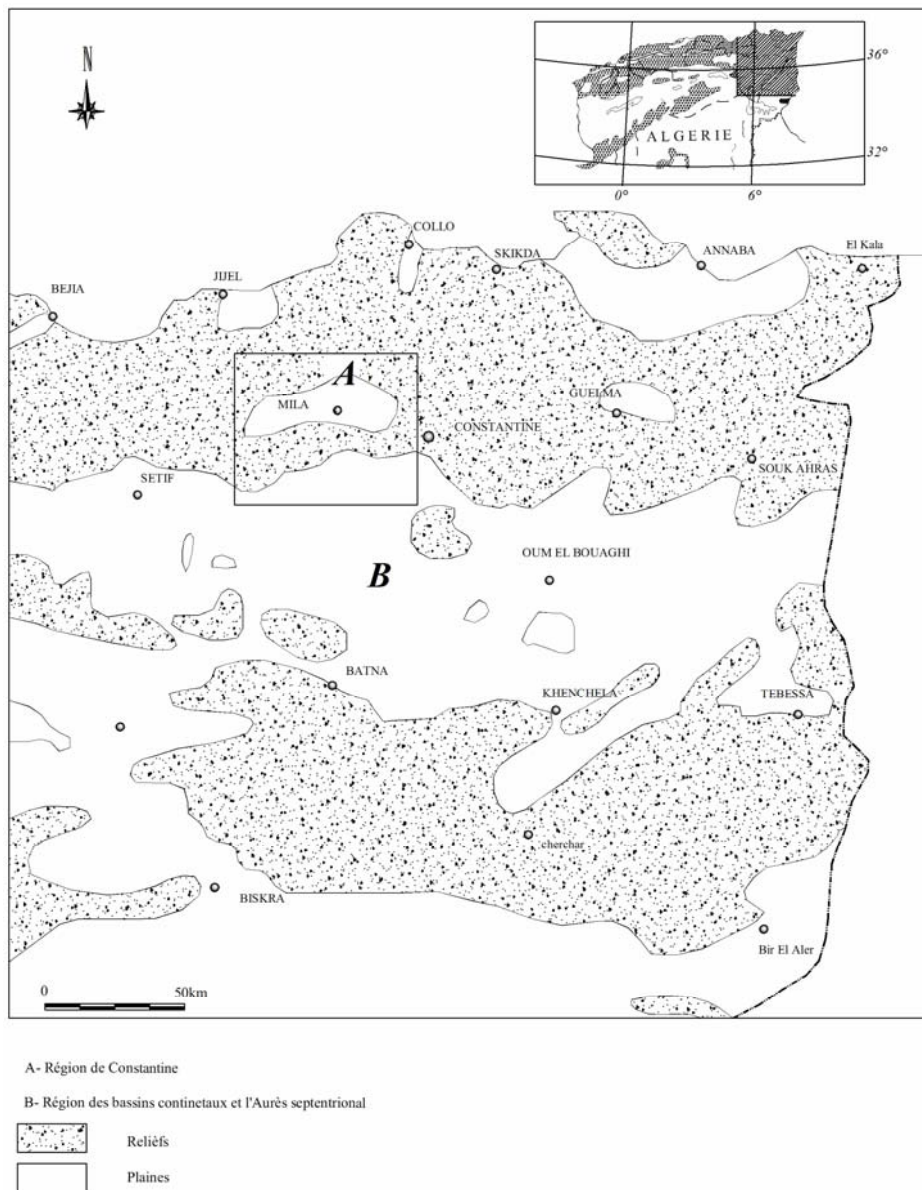 N
36°
ALGERIE
32°
0°
6°
COLLO
SKIKDA
ANNABA
El Kala
JIJEL
BEJIA
A
MILA
GUELMA
CONSTANTINE
SETIF
SOUK AHRAS
OUM EL BOUAGHI
B
BATNA
KHENCHELA
TEBESSA
cherchar
BISKRA
Bir El Aler
0
50km
A- Région de Constantine
B- Région des bassins continetaux et l'Aurès septentrional
Relièfs
Plaines